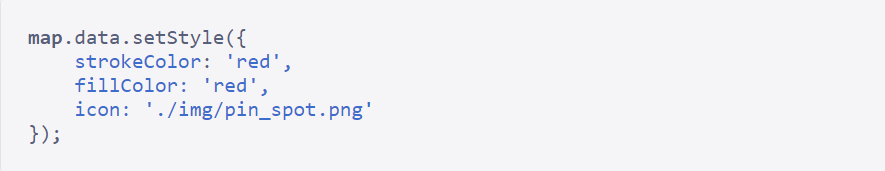 map.data.setStyle({
    strokeColor: 'red',
    fillColor: 'red',
    icon: './img/pin_spot.png'
});